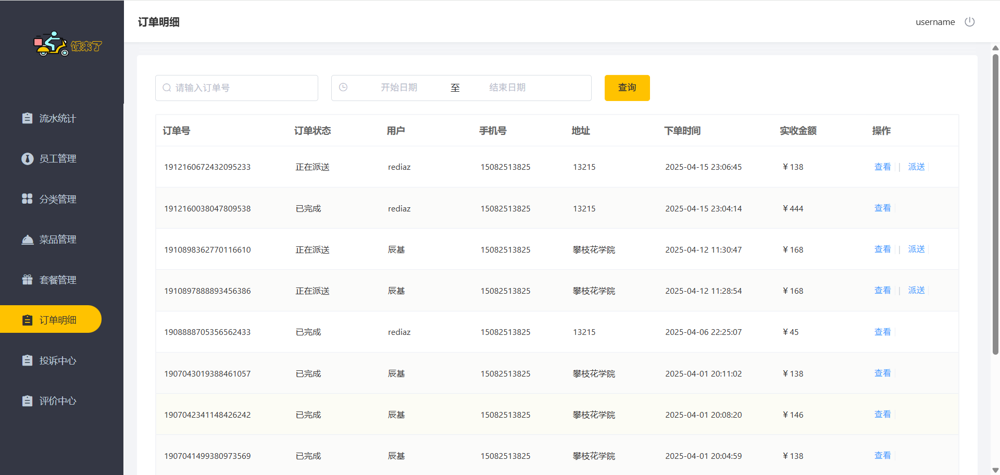 饭来了
订单明细
username
流水统计
员工管理
分类管理
菜品管理
套餐管理
订单明细
投诉中心
评价中心
请输入订单号 开始日期 至 结束日期 查询
订单号 订单状态 用户 手机号 地址 下单时间 实收金额 操作
1912160672432095233 正在派送 rediaz 15082513825 13215 2025-04-15 23:06:45 ￥138 查看 | 派送
1912160038047809538 已完成 rediaz 15082513825 13215 2025-04-15 23:04:14 ￥444 查看
1910898362770116610 正在派送 辰基 15082513825 攀枝花学院 2025-04-12 11:30:47 ￥168 查看 | 派送
1910897888893456386 正在派送 辰基 15082513825 攀枝花学院 2025-04-12 11:28:54 ￥168 查看 | 派送
1908888705356562433 已完成 rediaz 15082513825 13215 2025-04-06 22:25:07 ￥45 查看
1907043019388461057 已完成 辰基 15082513825 攀枝花学院 2025-04-01 20:11:02 ￥138 查看
1907042341148426242 已完成 辰基 15082513825 攀枝花学院 2025-04-01 20:08:20 ￥146 查看
1907041499380973569 已完成 辰基 15082513825 攀枝花学院 2025-04-01 20:04:59 ￥138 查看